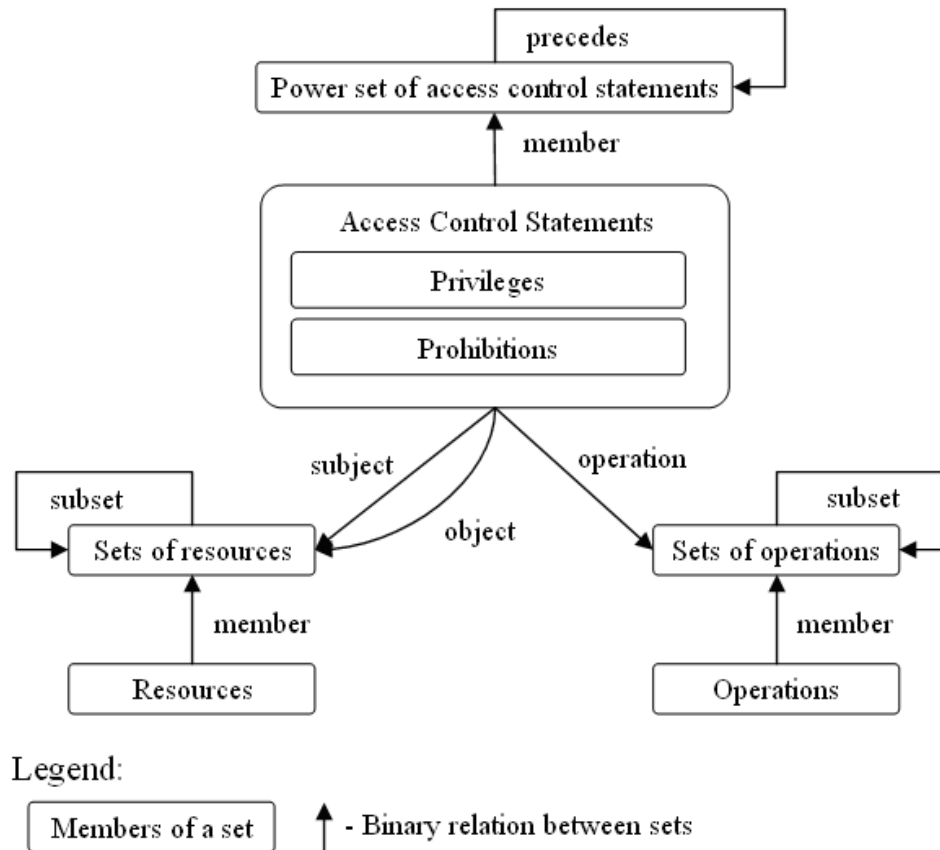 precedes
Power set of access control statements
member
Access Control Statements
Privileges
Prohibitions
subject
operation
object
subset
subset
Sets of resources
Sets of operations
member
member
Resources
Operations
Legend:
Members of a set
- Binary relation between sets